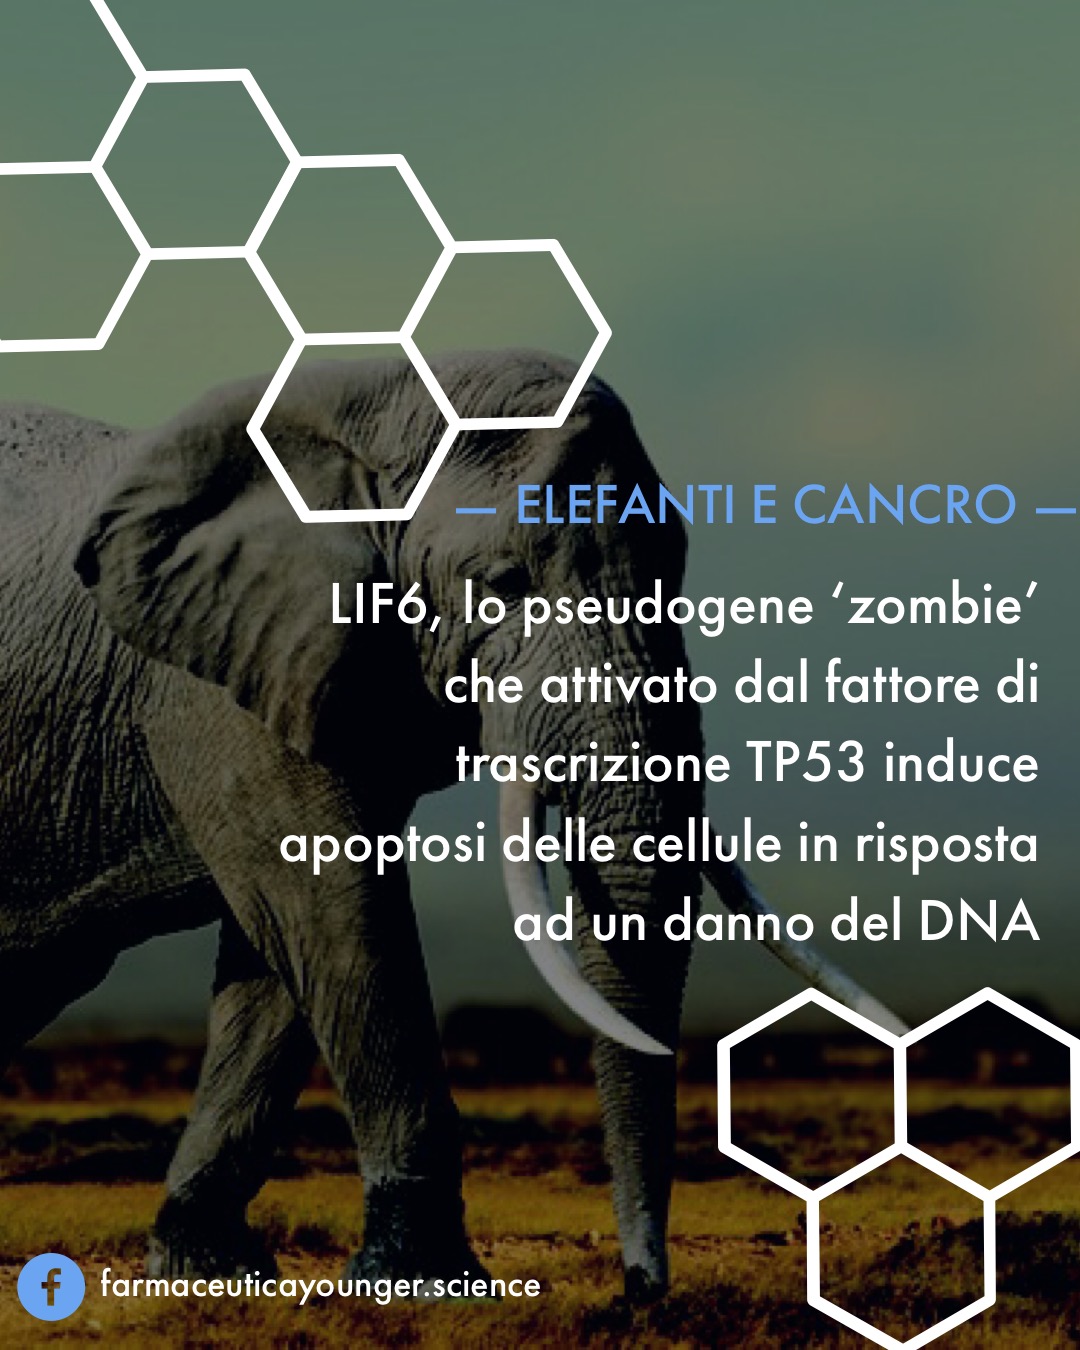 — ELEFANTI E CANCRO —
LIF6, lo pseudogene ‘zombie’
che attivato dal fattore di
trascrizione TP53 induce
apoptosi delle cellule in risposta
ad un danno del DNA
farmaceuticayounger.science